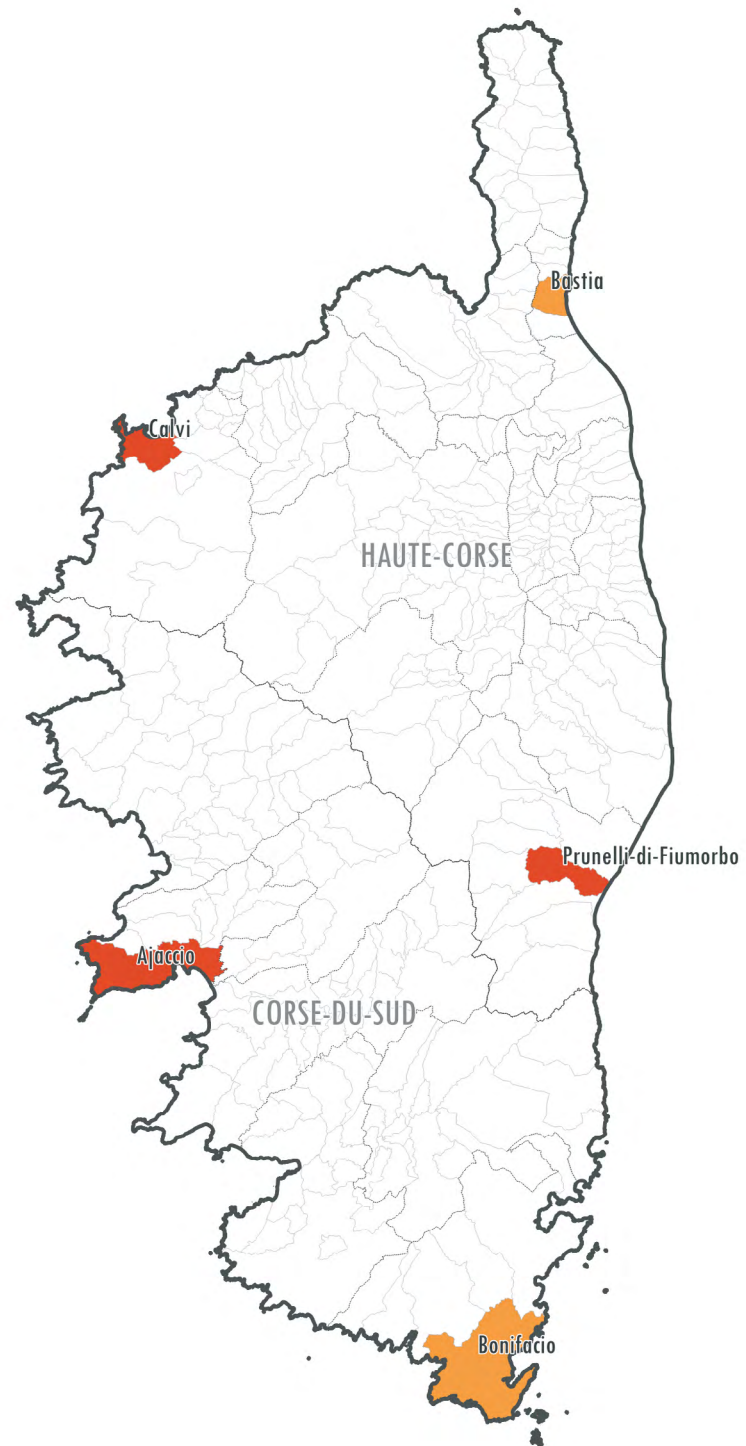 Bastia
Calvi
HAUTE-CORSE
Prunelli-di-Fiumorbo
Ajaccio
CORSE-DU-SUD
Bonifacio